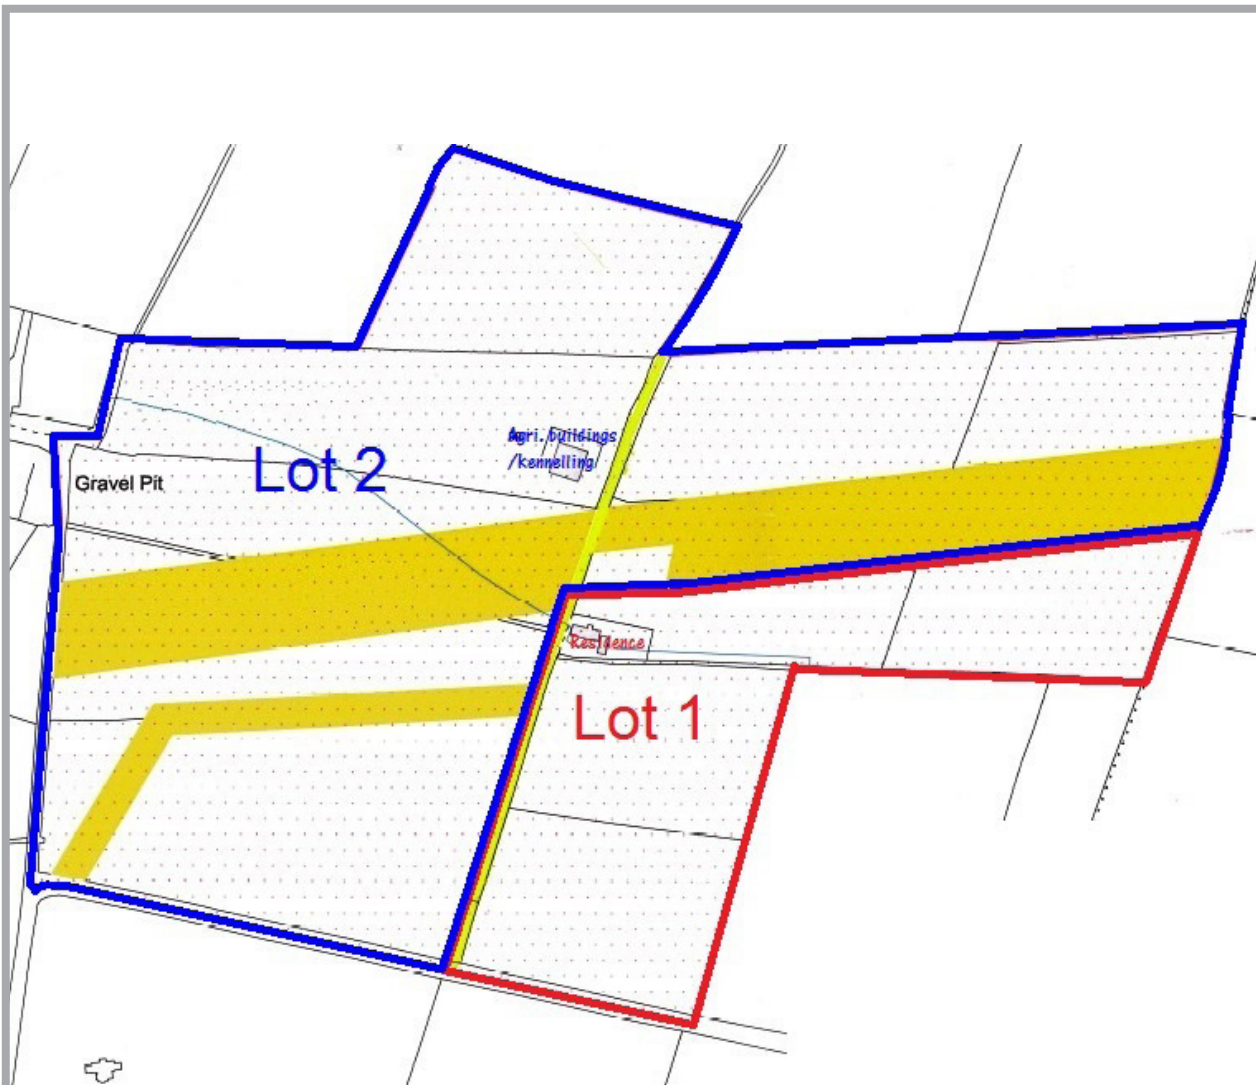 Agri. buildings
/kennelling
Lot 2
Gravel Pit
Residence
Lot 1